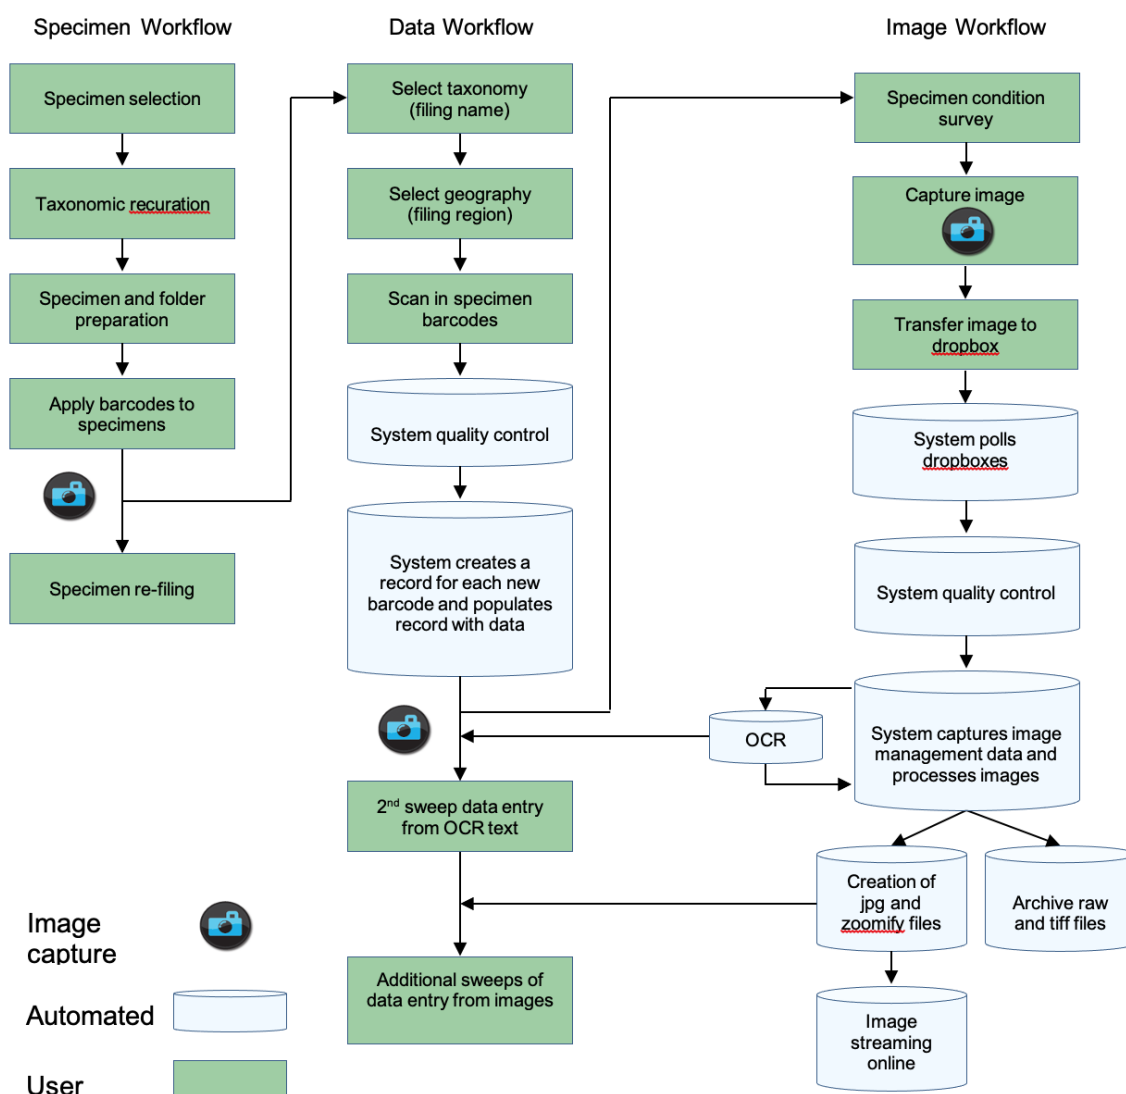 Specimen Workflow
Specimen selection
Taxonomic recuration
Specimen and folder
preparation
Apply barcodes to
specimens
Specimen re-filing
Data Workflow
Select taxonomy
(filing name)
Select geography
(filing region)
Scan in specimen
barcodes
System quality control
System creates a
record for each new
barcode and populates
record with data
2nd sweep data entry
from OCR text
Additional sweeps of
data entry from images
Image Workflow
Specimen condition
survey
Capture image
Transfer image to
dropbox
System polls
dropboxes
System quality control
System captures image
management data and
processes images
OCR
Creation of
jpg and
zoomify files
Archive raw
and tiff files
Image
streaming
online
Image
capture
Automated
User